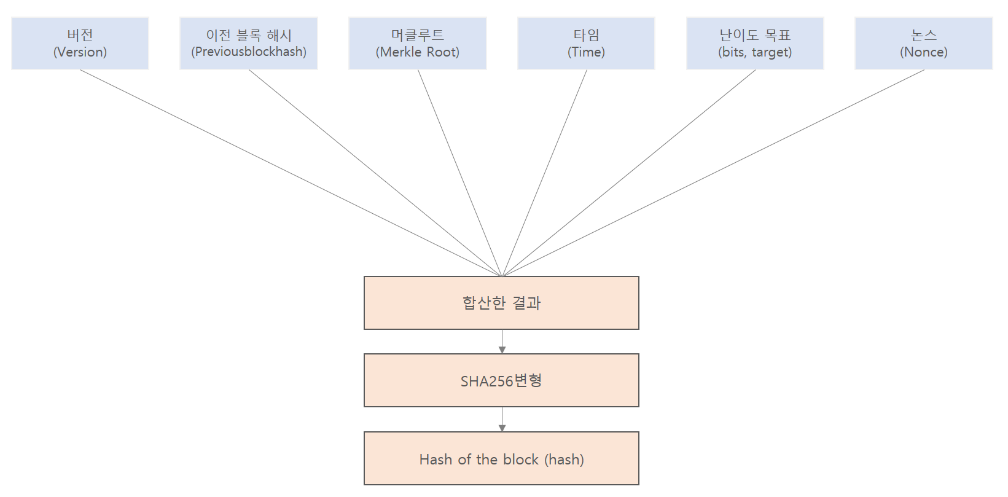 버전
(Version)
이전 블록 해시
(Previousblockhash)
머클루트
(Merkle Root)
타임
(Time)
난이도 목표
(bits, target)
논스
(Nonce)
합산한 결과
SHA256변형
Hash of the block (hash)